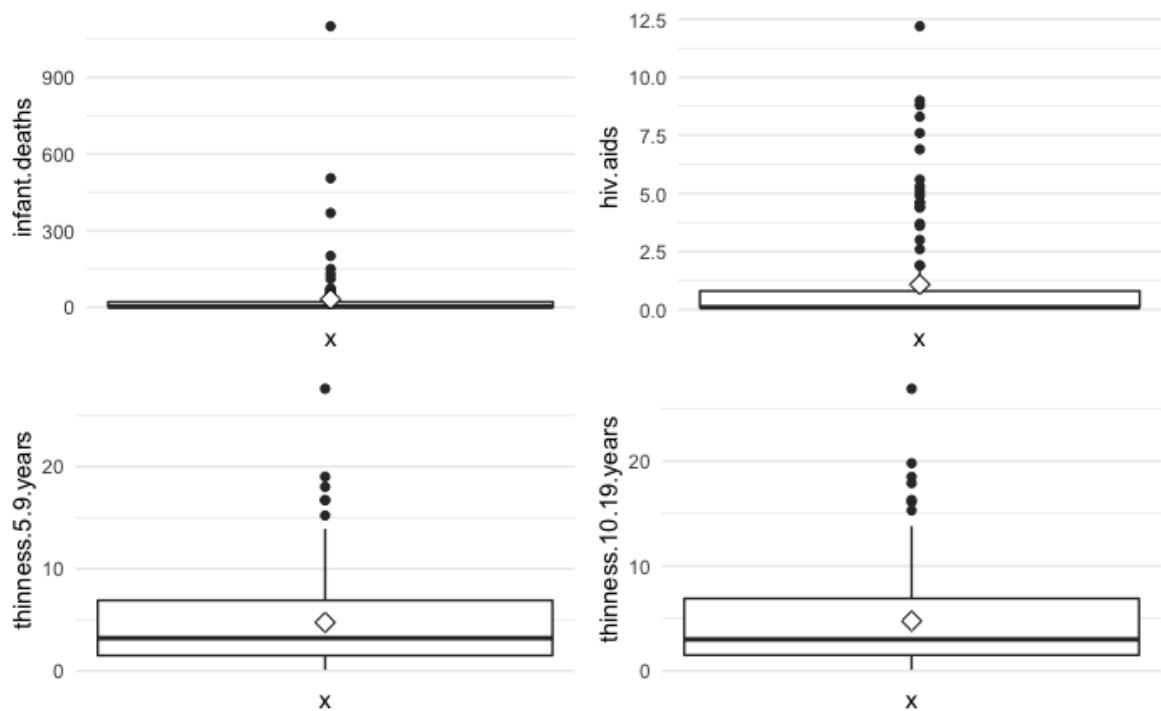 infant.deaths
900
600
300
0
x
hiv.aids
12.5
10.0
7.5
5.0
2.5
0.0
x
thinness.5.9.years
20
10
0
x
thinness.10.19.years
20
10
0
x